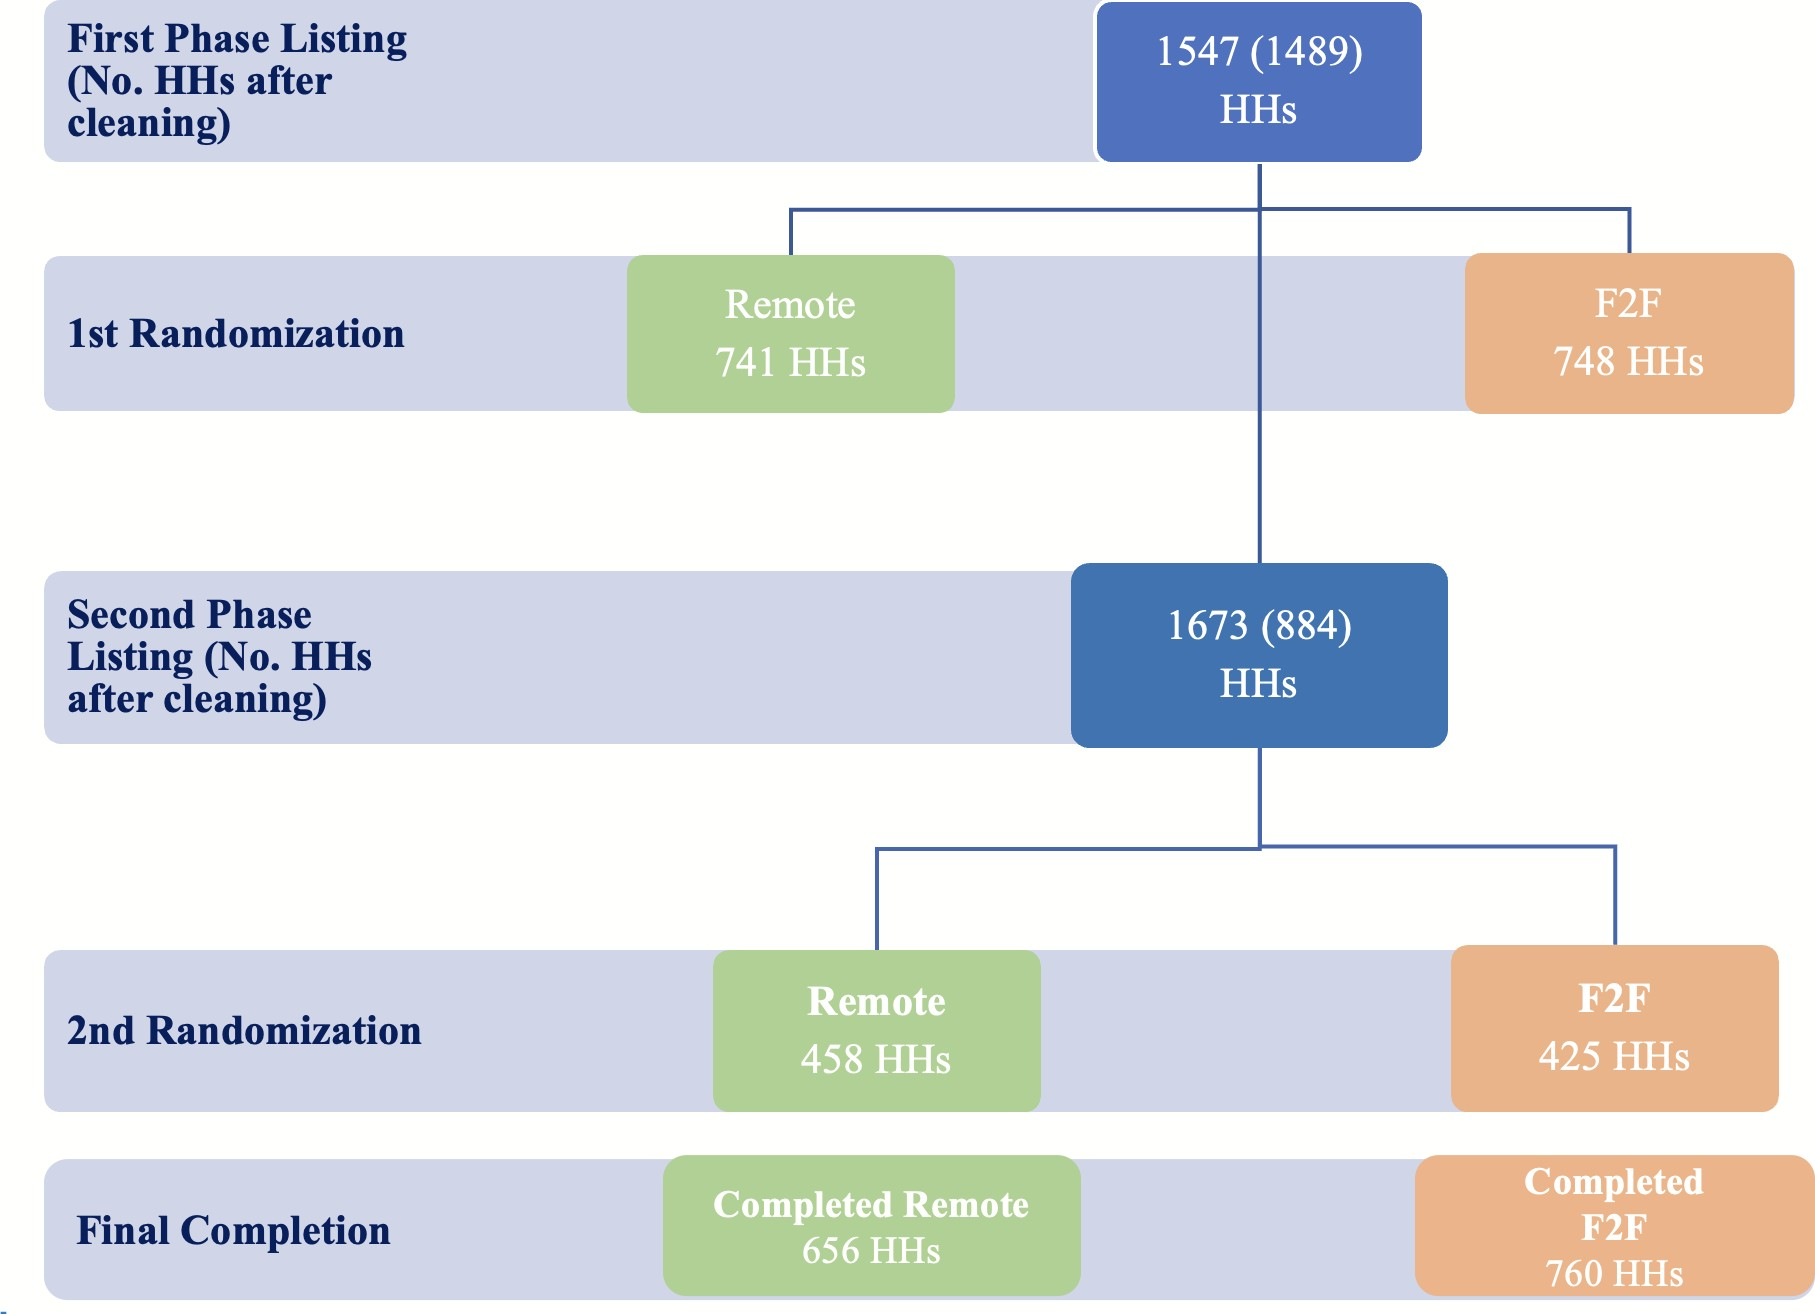 First Phase Listing
(No. HHs after
cleaning)
1547 (1489)
HHs
1st Randomization
Remote
741 HHs
F2F
748 HHs
Second Phase
Listing (No. HHs
after cleaning)
1673 (884)
HHs
2nd Randomization
Remote
458 HHs
F2F
425 HHs
Final Completion
Completed Remote
656 HHs
Completed
F2F
760 HHs